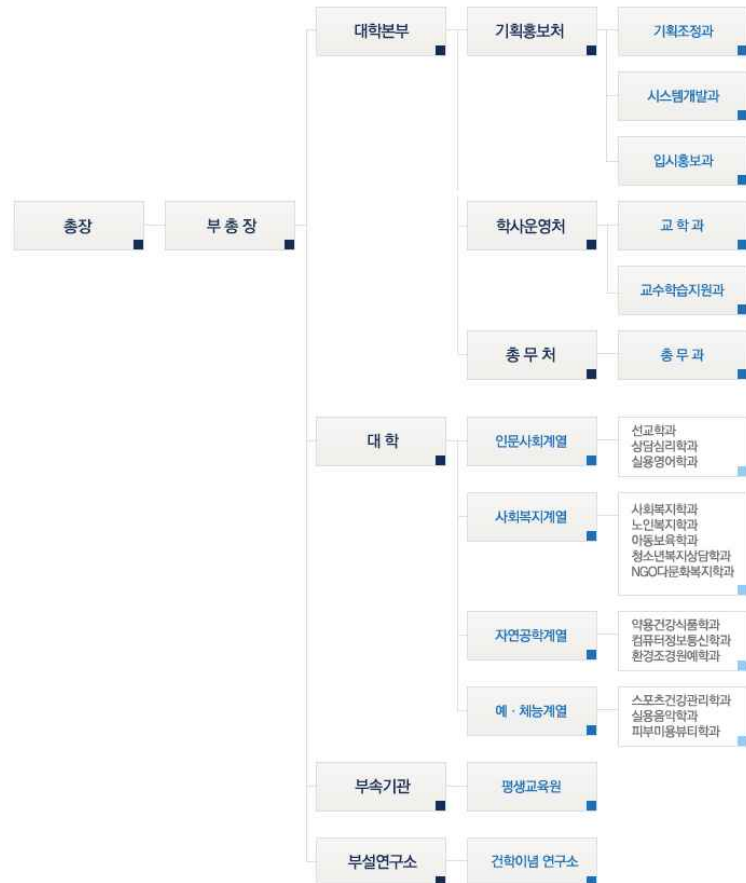 총장
부 총 장
대학본부
기획홍보처
기획조정과
시스템개발과
입시홍보과
학사운영처
교 학 과
교수학습지원과
총 무 처
총 무 과
대 학
인문사회계열
선교학과
상담심리학과
실용영어학과
사회복지계열
사회복지학과
노인복지학과
아동보육학과
청소년복지상담학과
NGO다문화복지학과
자연공학계열
약용건강식품학과
컴퓨터정보통신학과
환경조경원예학과
예 · 체능계열
스포츠건강관리학과
실용음악학과
피부미용뷰티학과
부속기관
평생교육원
부설연구소
건학이념 연구소